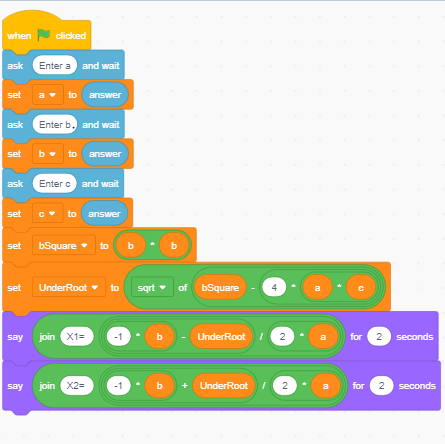 when clicked
ask Enter a and wait
set a to answer
ask Enter b. and wait
set b to answer
ask Enter c and wait
set c to answer
set bSquare to b * b
set UnderRoot to sqrt of bSquare - 4 * a * c
say join X1= -1 * b - UnderRoot / 2 * a for 2 seconds
say join X2= -1 * b + UnderRoot / 2 * a for 2 seconds